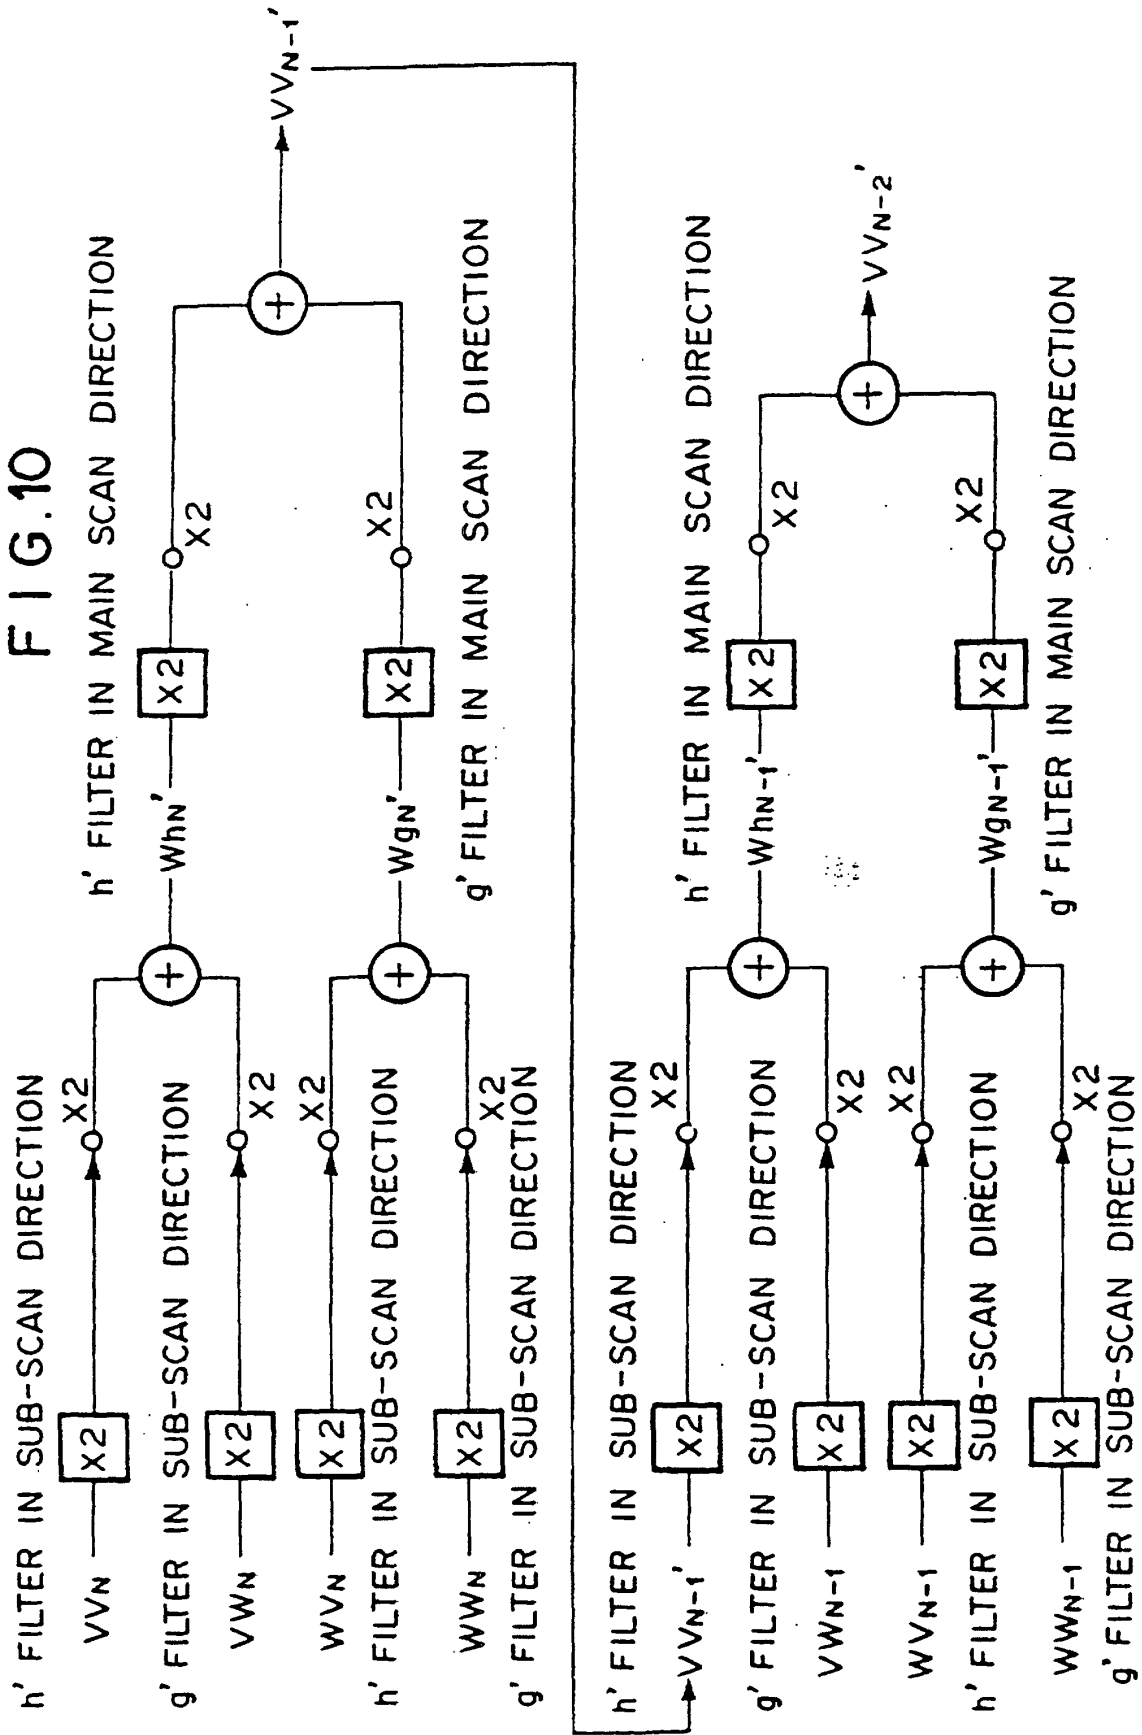 FIG.10
h' FILTER IN SUB-SCAN DIRECTION
VVN
X2
X2
g' FILTER IN SUB-SCAN DIRECTION
VWN
X2
X2
WVN
X2
X2
h' FILTER IN SUB-SCAN DIRECTION
WWN
X2
X2
g' FILTER IN SUB-SCAN DIRECTION
h' FILTER IN MAIN SCAN DIRECTION
+
WhN'
X2
X2
+
WgN'
X2
X2
g' FILTER IN MAIN SCAN DIRECTION
+
VVN-1'
h' FILTER IN SUB-SCAN DIRECTION
VVN-1'
X2
X2
g' FILTER IN SUB-SCAN DIRECTION
VWN-1
X2
X2
WVN-1
X2
X2
h' FILTER IN SUB-SCAN DIRECTION
WWN-1
X2
X2
g' FILTER IN SUB-SCAN DIRECTION
h' FILTER IN MAIN SCAN DIRECTION
+
WhN-1'
X2
X2
+
WgN-1'
X2
X2
g' FILTER IN MAIN SCAN DIRECTION
+
VVN-2'